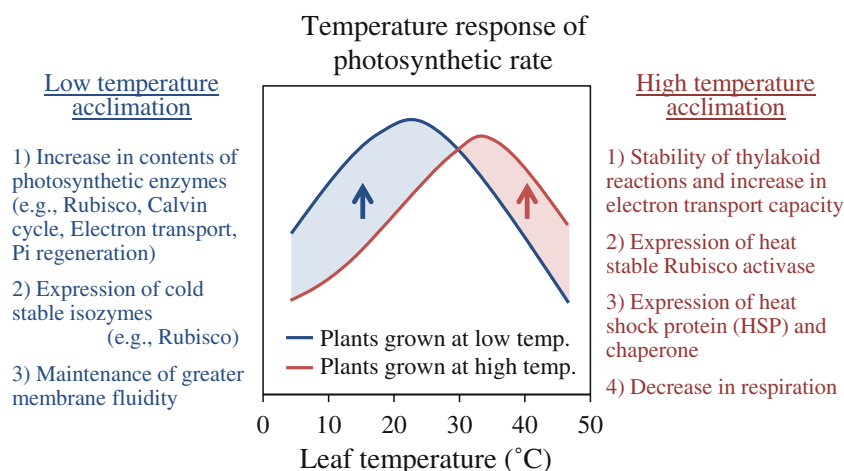 Temperature response of
photosynthetic rate
Low temperature
acclimation
1) Increase in contents of
photosynthetic enzymes
(e.g., Rubisco, Calvin
cycle, Electron transport,
Pi regeneration)
2) Expression of cold
stable isozymes
(e.g., Rubisco)
3) Maintenance of greater
membrane fluidity
Plants grown at low temp.
Plants grown at high temp.
0 10 20 30 40 50
Leaf temperature (˚C)
High temperature
acclimation
1) Stability of thylakoid
reactions and increase in
electron transport capacity
2) Expression of heat
stable Rubisco activase
3) Expression of heat
shock protein (HSP) and
chaperone
4) Decrease in respiration